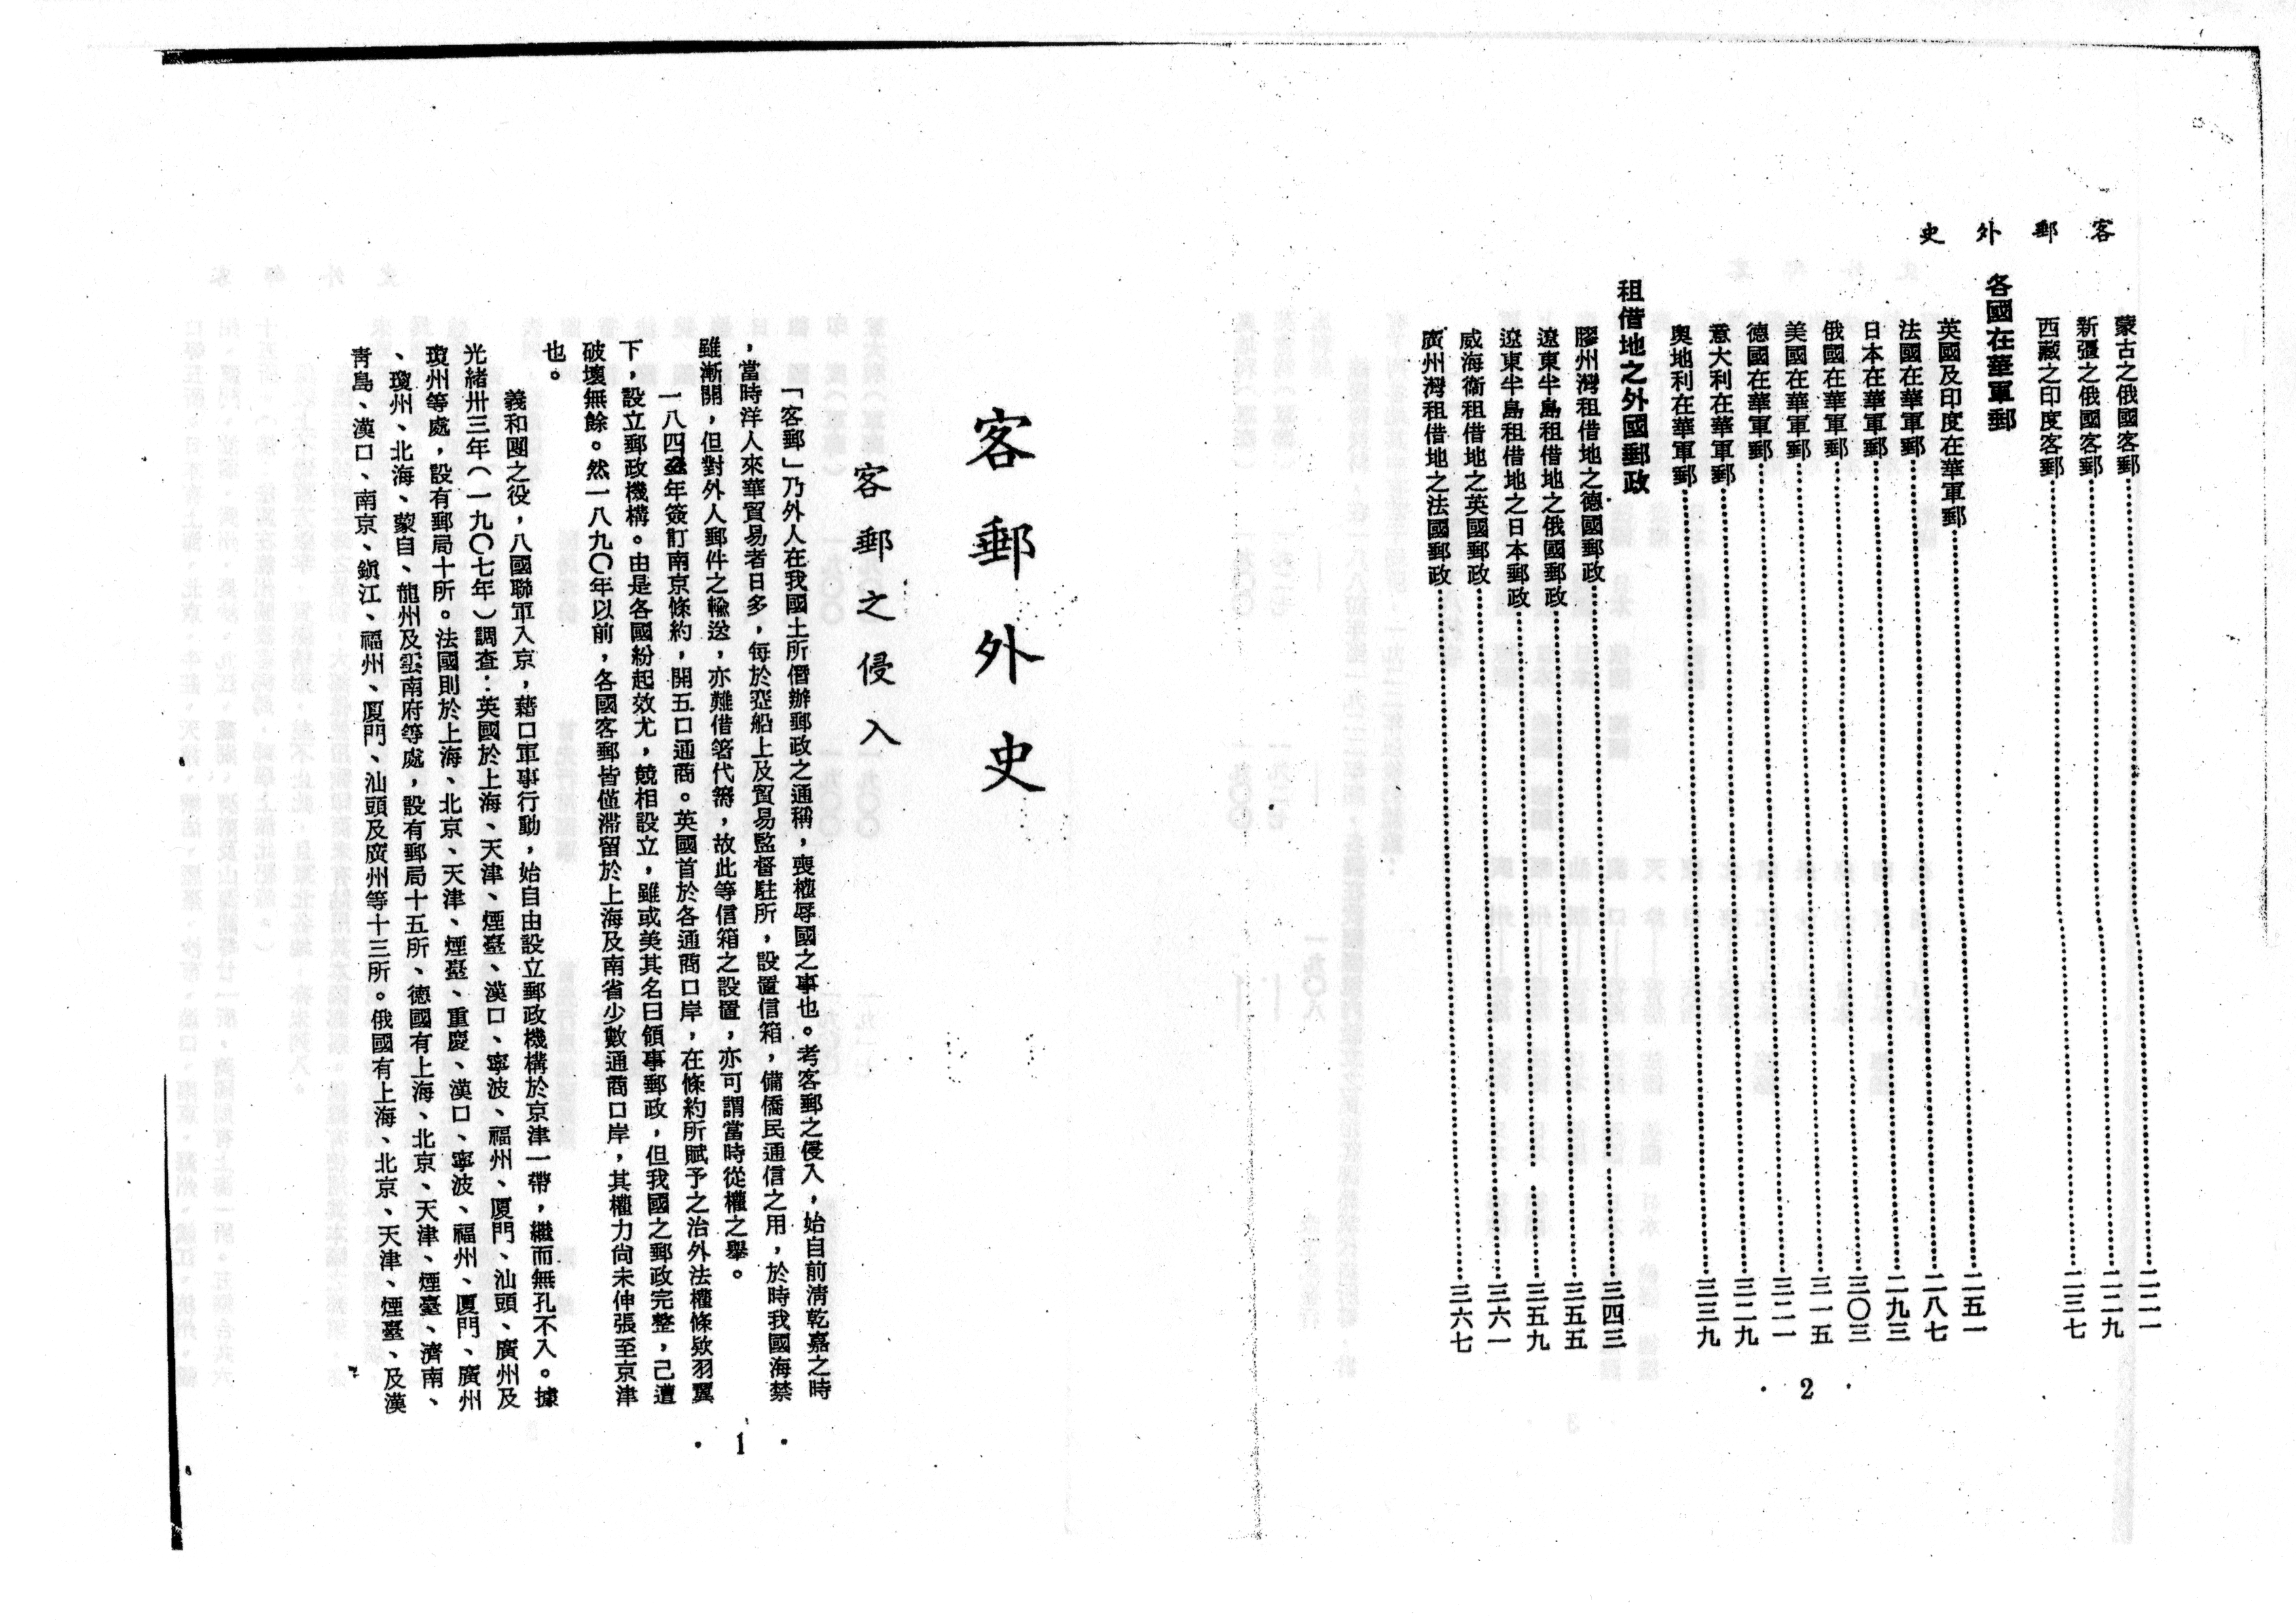 客郵外史
蒙古之俄國客郵…………二二一
新彊之俄國客郵…………二二九
西藏之印度客郵…………二三七
各國在華軍郵
英國及印度在華軍郵…………二五一
法國在華軍郵…………二八七
日本在華軍郵…………二九三
俄國在華軍郵…………三〇三
美國在華軍郵…………三一五
德國在華軍郵…………三二一
意大利在華軍郵…………三二九
奧地利在華軍郵…………三三九
租借地之外國郵政
膠州灣租借地之德國郵政…………三四三
遼東半島租借地之俄國郵政…………三五五
遼東半島租借地之日本郵政…………三五九
威海衞租借地之英國郵政…………三六一
廣州灣租借地之法國郵政…………三六七
· 2 ·
客郵外史
客郵之侵入
「客郵」乃外人在我國土所僭辦郵政之通稱，喪權辱國之事也。考客郵之侵入，始自前淸乾嘉之時
，當時洋人來華貿易者日多，每於躉船上及貿易監督駐所，設置信箱，備僑民通信之用，於時我國海禁
雖漸開，但對外人郵件之輸送，亦難借箸代籌，故此等信箱之設置，亦可謂當時從權之舉。
一八四年簽訂南京條約，開五口通商。英國首於各通商口岸，在條約所賦予之治外法權條欵羽翼
下，設立郵政機構。由是各國紛起效尤，競相設立，雖或美其名曰領事郵政，但我國之郵政完整，已遭
破壞無餘。然一八九〇年以前，各國客郵皆僅滯留於上海及南省少數通商口岸，其權力尙未伸張至京津
也。
義和團之役，八國聯軍入京，藉口軍事行動，始自由設立郵政機構於京津一帶，繼而無孔不入。據
光緒卅三年（一九〇七年）調查：英國於上海、天津、煙臺、漢口、寧波、福州、厦門、汕頭、廣州及
瓊州等處，設有郵局十所。法國則於上海、北京、天津、煙臺、重慶、漢口、寧波、福州、厦門、廣州
、瓊州、北海、蒙自、龍州及雲南府等處，設有郵局十五所、德國有上海、北京、天津、煙臺、濟南、
靑島、漢口、南京、鎭江、福州、厦門、汕頭及廣州等十三所。俄國有上海、北京、天津、煙臺、及漢
· 1 ·